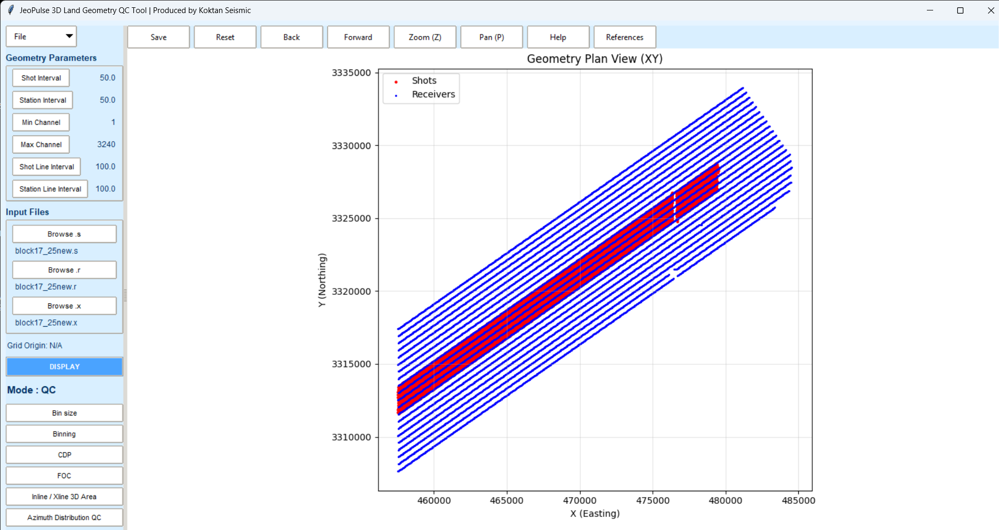 JeoPulse 3D Land Geometry QC Tool | Produced by Koktan Seismic
File
Save
Reset
Back
Forward
Zoom (Z)
Pan (P)
Help
References
Geometry Parameters
Shot Interval 50.0
Station Interval 50.0
Min Channel 1
Max Channel 3240
Shot Line Interval 100.0
Station Line Interval 100.0
Input Files
Browse .s
block17_25new.s
Browse .r
block17_25new.r
Browse .x
block17_25new.x
Grid Origin: N/A
DISPLAY
Mode : QC
Bin size
Binning
CDP
FOC
Inline / Xline 3D Area
Azimuth Distribution QC
Geometry Plan View (XY)
Shots
Receivers
Y (Northing)
3335000
3330000
3325000
3320000
3315000
3310000
460000
465000
470000
475000
480000
485000
X (Easting)